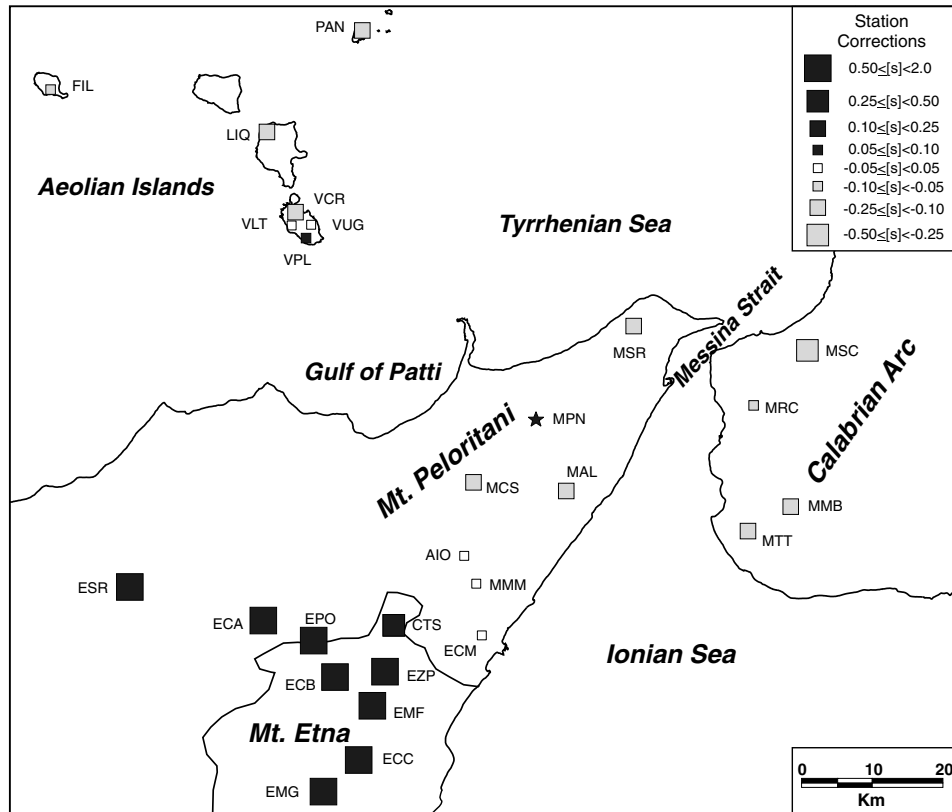 PAN
Station
Corrections
0.50≤[s]<2.0
0.25≤[s]<0.50
0.10≤[s]<0.25
0.05≤[s]<0.10
-0.05≤[s]<0.05
-0.10≤[s]<-0.05
-0.25≤[s]<-0.10
-0.50≤[s]<-0.25
FIL
LIQ
Aeolian Islands
VCR
VLT
VUG
VPL
Tyrrhenian Sea
Messina Strait
MSR
MSC
Gulf of Patti
Calabrian Arc
MRC
MPN
Mt. Peloritani
MCS
MAL
MMB
MTT
AIO
MMM
ESR
ECA
EPO
CTS
ECM
Ionian Sea
ECB
EZP
EMF
Mt. Etna
ECC
EMG
0 10 20
Km